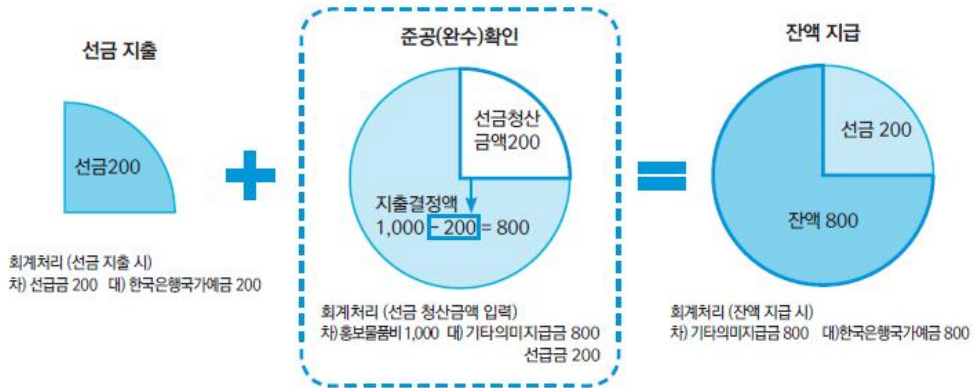 선금 지출
선금200
회계처리 (선금 지출 시)
차) 선급금 200 대) 한국은행국가예금 200
준공(완수)확인
선금청산
금액200
지출결정액
1,000 - 200 = 800
회계처리 (선금 청산금액 입력)
차)홍보물품비 1,000 대) 기타의미지급금 800
선급금 200
잔액 지급
선금 200
잔액 800
회계처리 (잔액 지급 시)
차)기타의미지급금 800 대)한국은행국가예금 800